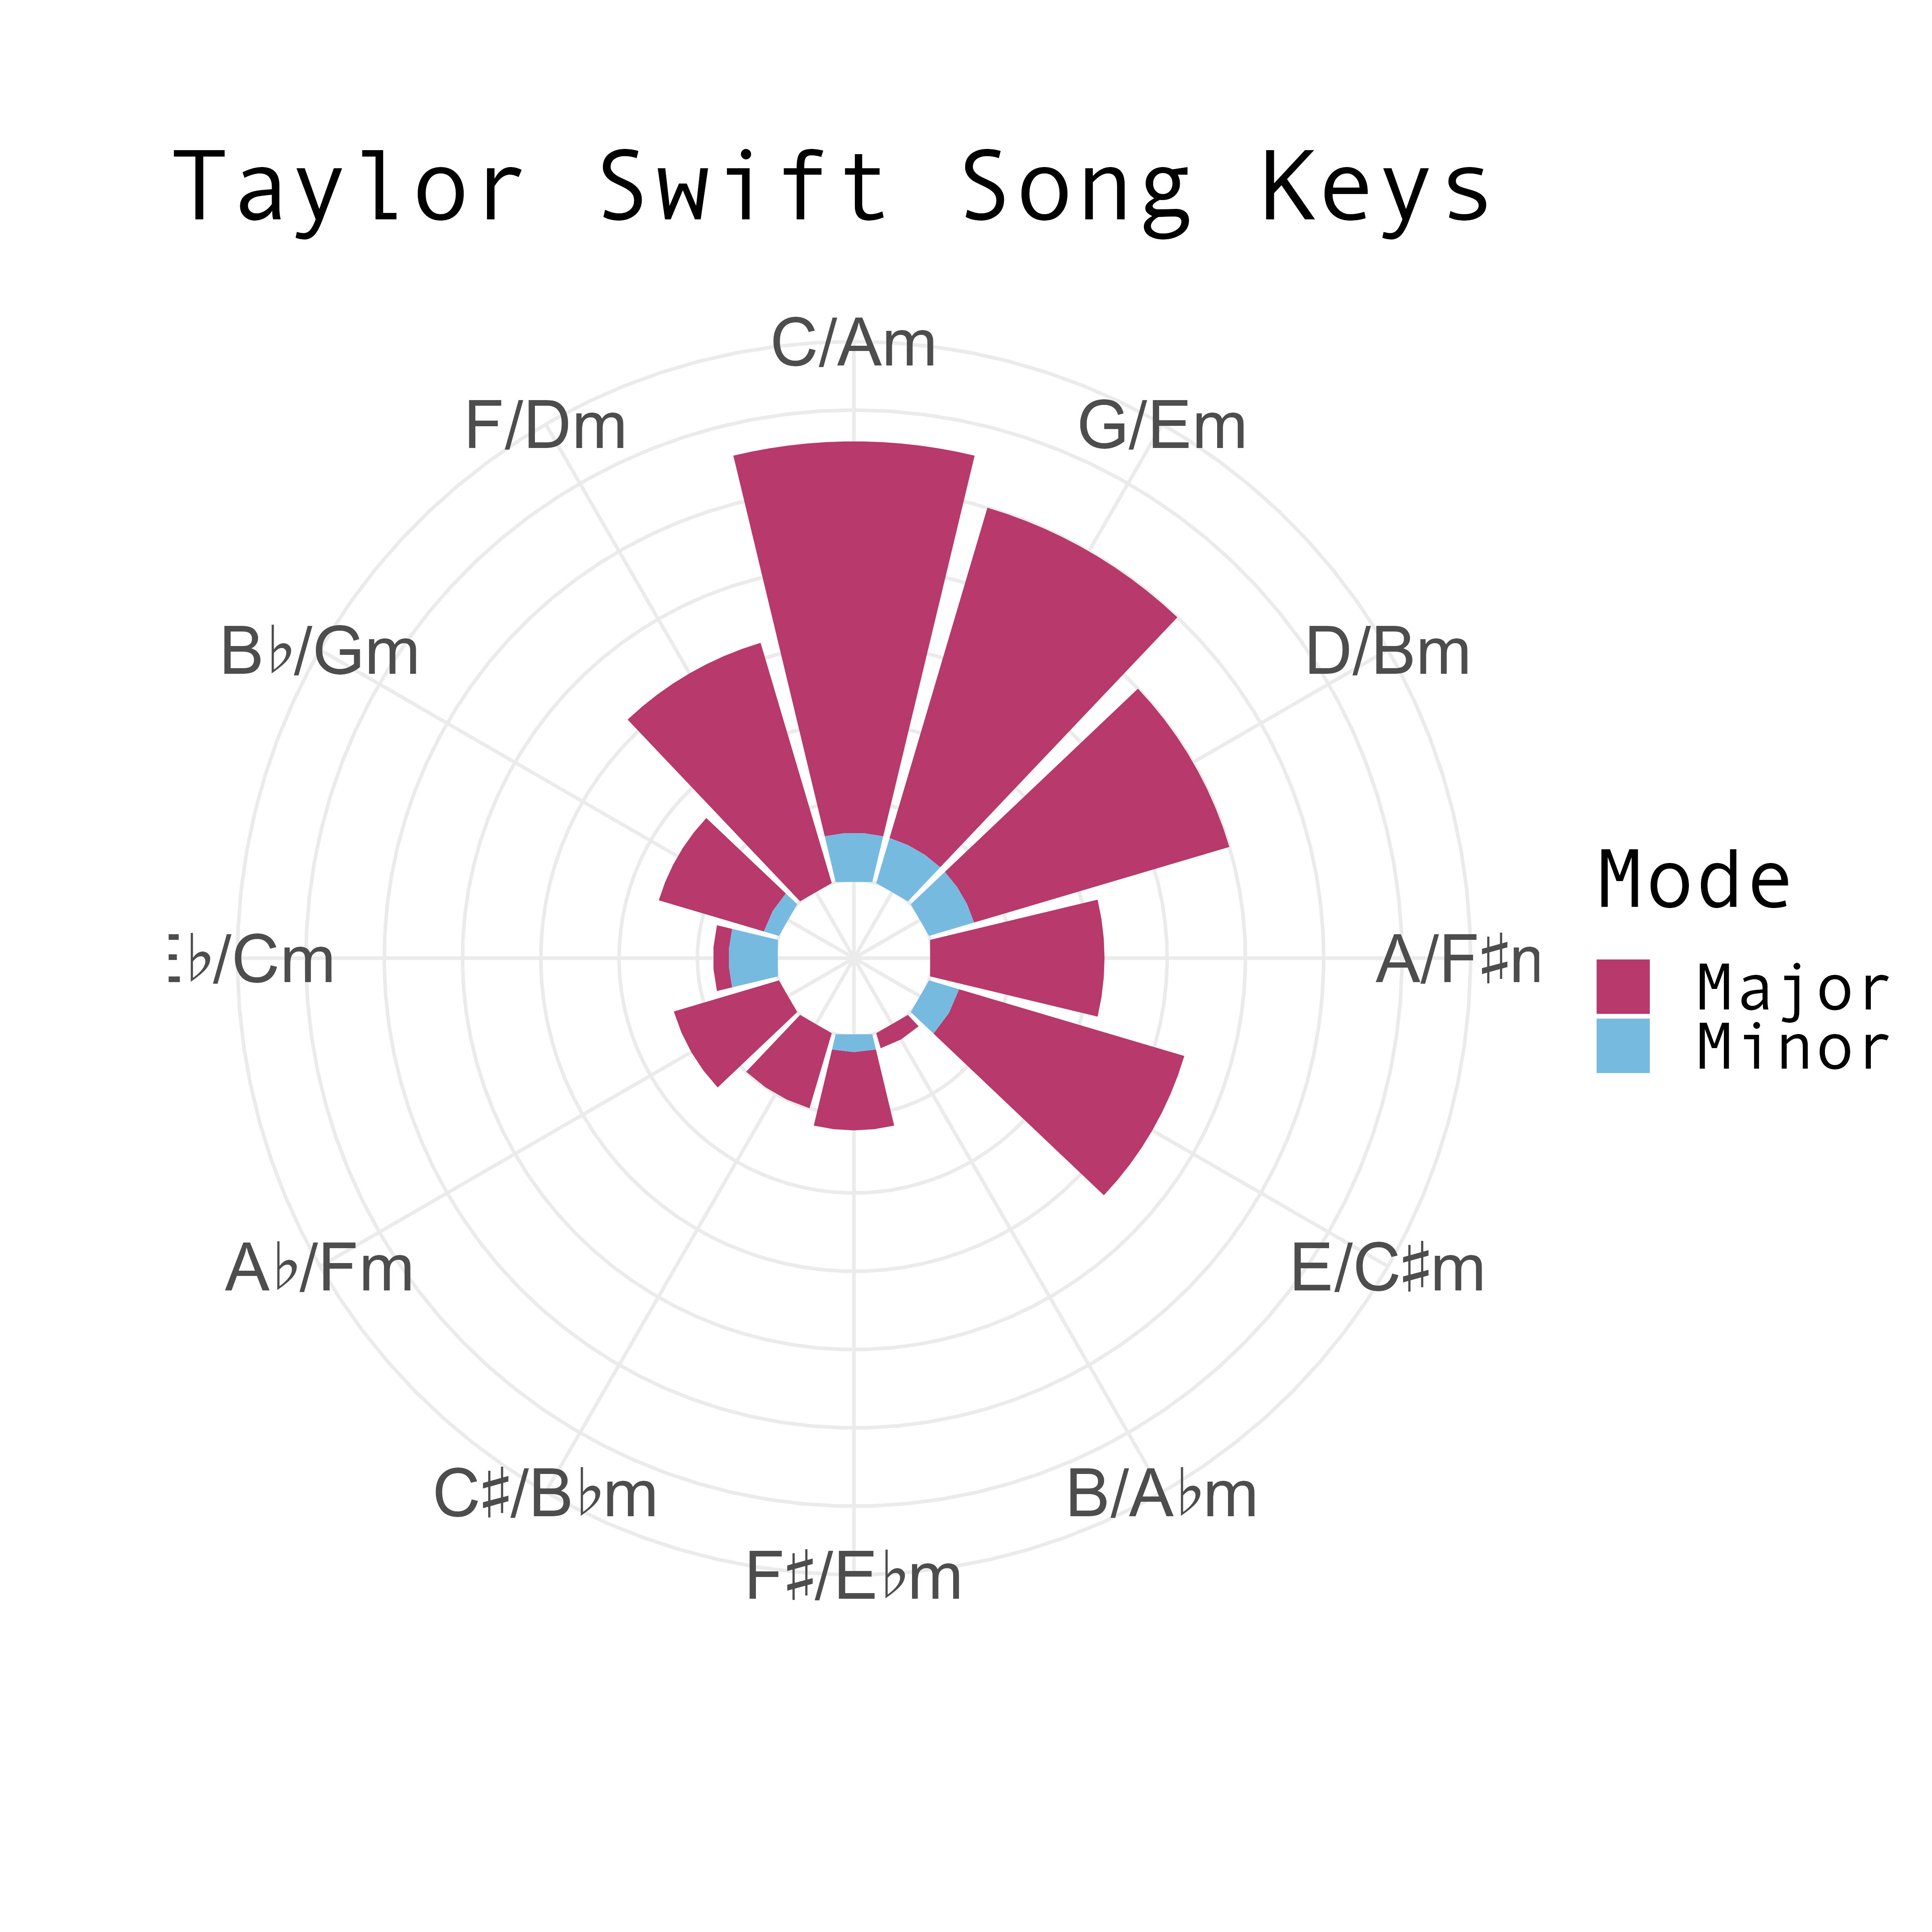 Taylor Swift Song Keys
C/Am
F/Dm
G/Em
B♭/Gm
D/Bm
Mode
♭/Cm
A/F♯n
Major
Minor
A♭/Fm
E/C♯m
C♯/B♭m
B/A♭m
F♯/E♭m